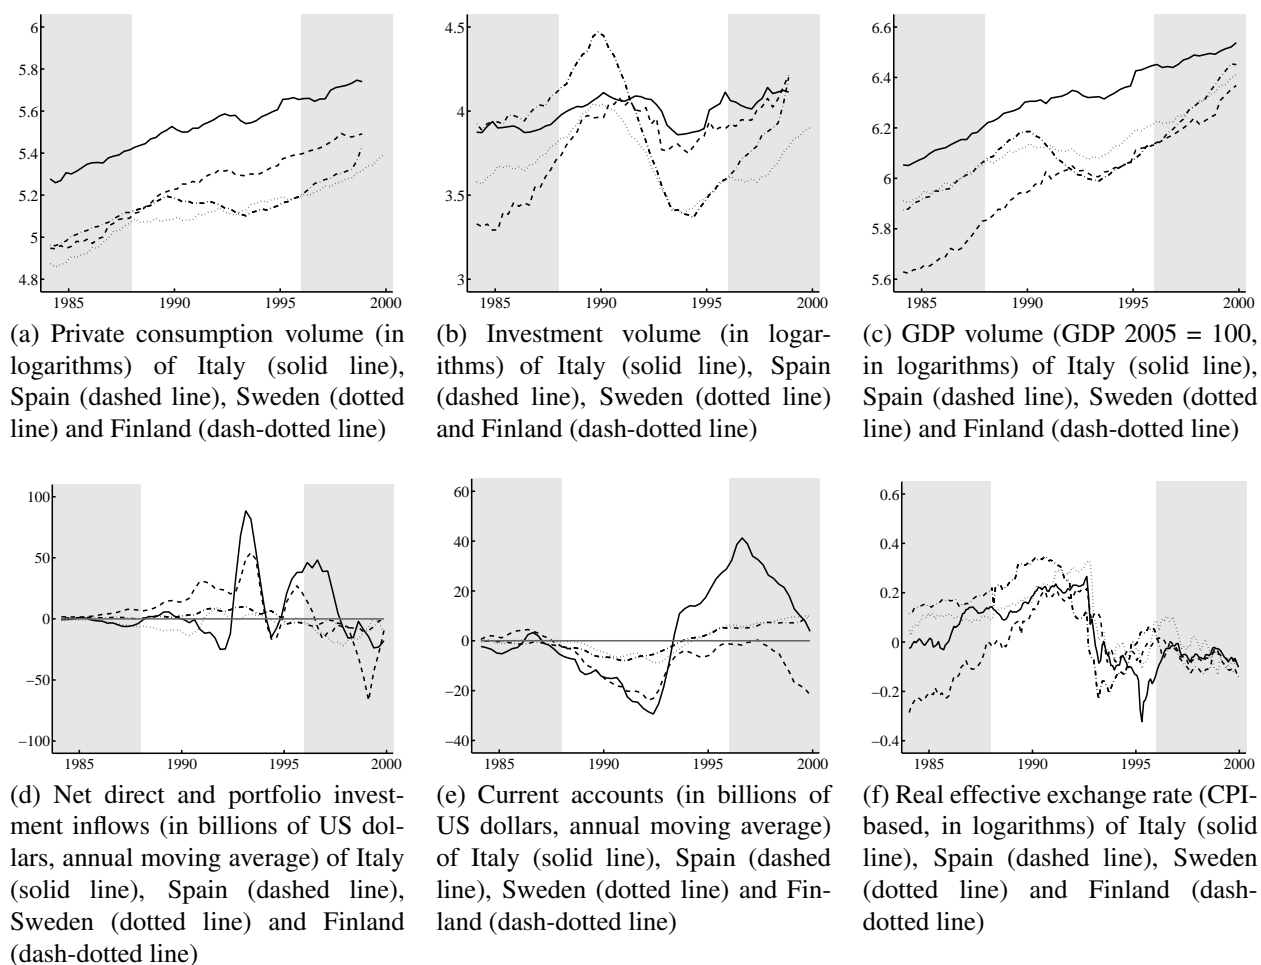 6
5.8
5.6
5.4
5.2
5
4.8
1985 1990 1995 2000
(a) Private consumption volume (in
logarithms) of Italy (solid line),
Spain (dashed line), Sweden (dotted
line) and Finland (dash-dotted line)
4.5
4
3.5
3
1985 1990 1995 2000
(b) Investment volume (in logar-
ithms) of Italy (solid line), Spain
(dashed line), Sweden (dotted line)
and Finland (dash-dotted line)
6.6
6.4
6.2
6
5.8
5.6
1985 1990 1995 2000
(c) GDP volume (GDP 2005 = 100,
in logarithms) of Italy (solid line),
Spain (dashed line), Sweden (dotted
line) and Finland (dash-dotted line)
100
50
0
−50
−100
1985 1990 1995 2000
(d) Net direct and portfolio invest-
ment inflows (in billions of US dol-
lars, annual moving average) of Italy
(solid line), Spain (dashed line),
Sweden (dotted line) and Finland
(dash-dotted line)
60
40
20
0
−20
−40
1985 1990 1995 2000
(e) Current accounts (in billions of
US dollars, annual moving average)
of Italy (solid line), Spain (dashed
line), Sweden (dotted line) and Fin-
land (dash-dotted line)
0.6
0.4
0.2
0
−0.2
−0.4
1985 1990 1995 2000
(f) Real effective exchange rate (CPI-
based, in logarithms) of Italy (solid
line), Spain (dashed line), Sweden
(dotted line) and Finland (dash-
dotted line)